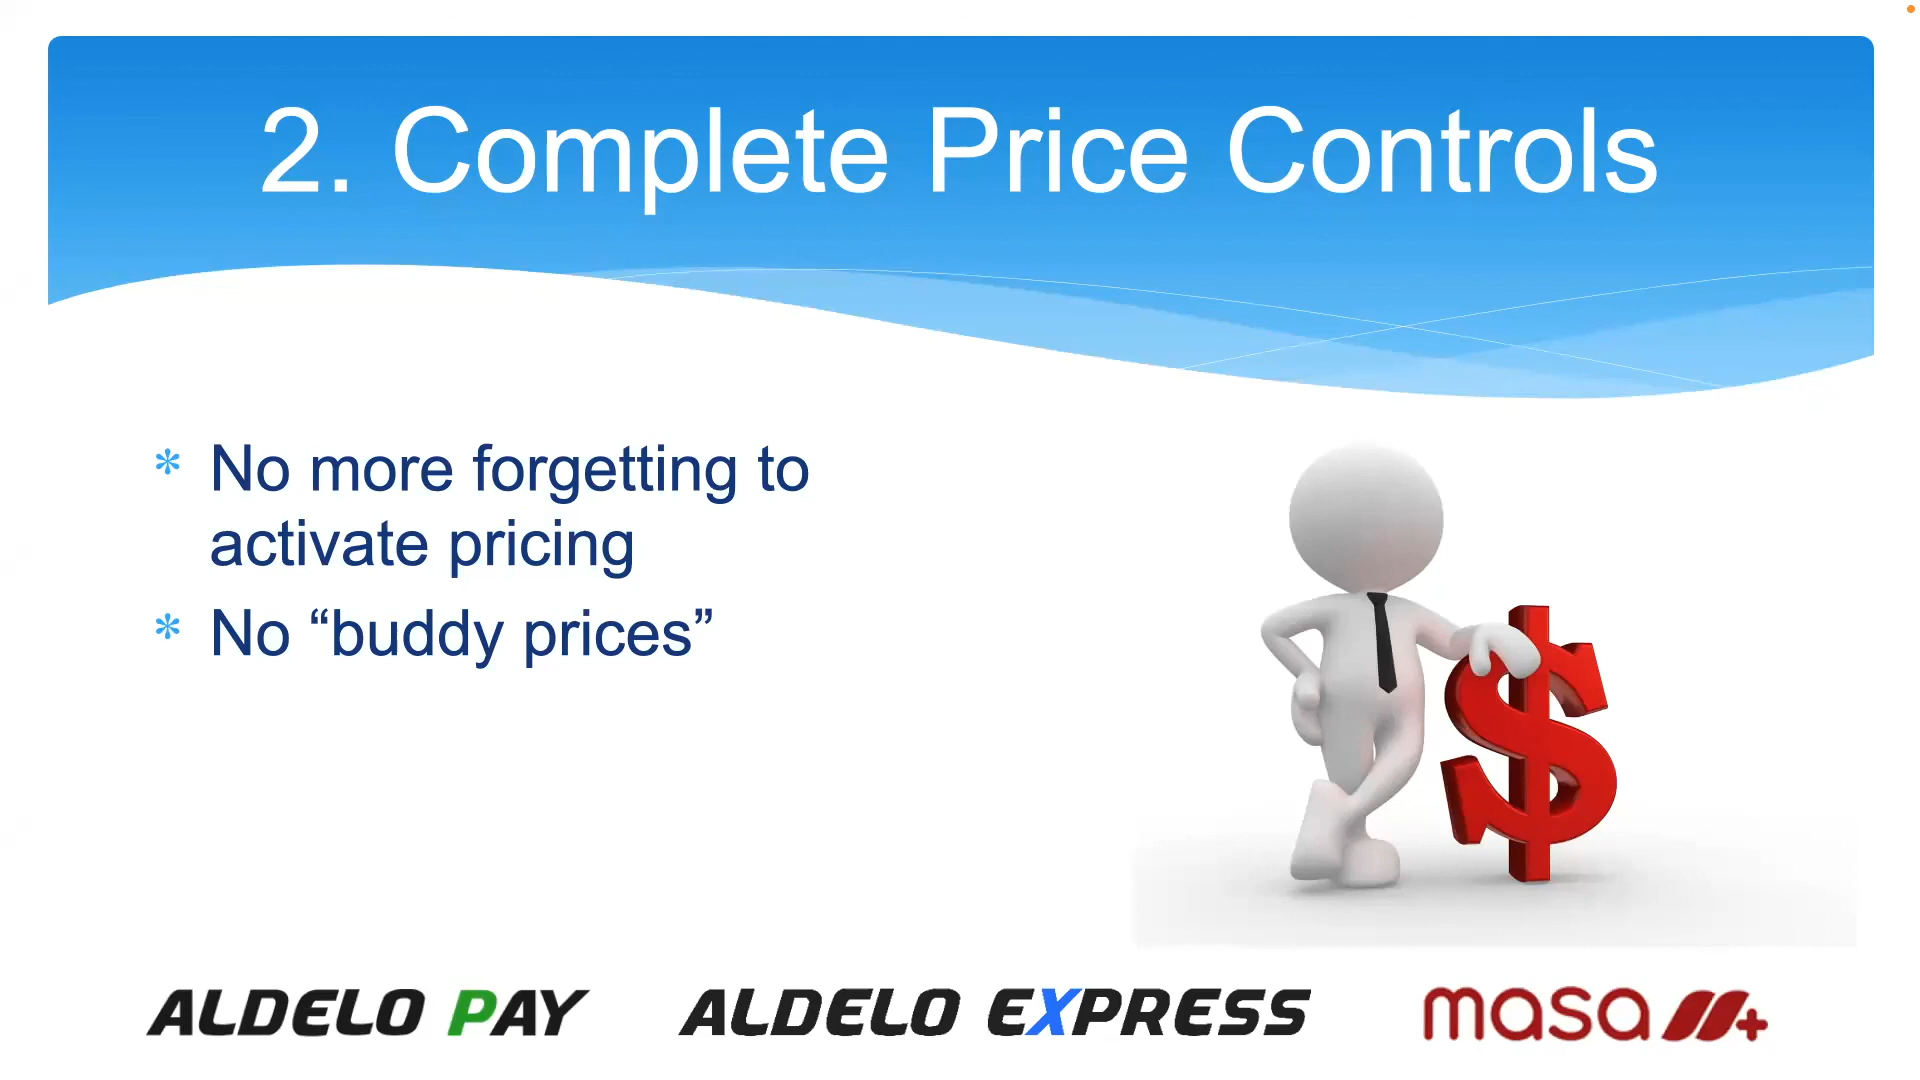 2. Complete Price Controls
* No more forgetting to
activate pricing
* No “buddy prices”
$
ALDELO PAY
ALDELO EXPRESS
masa